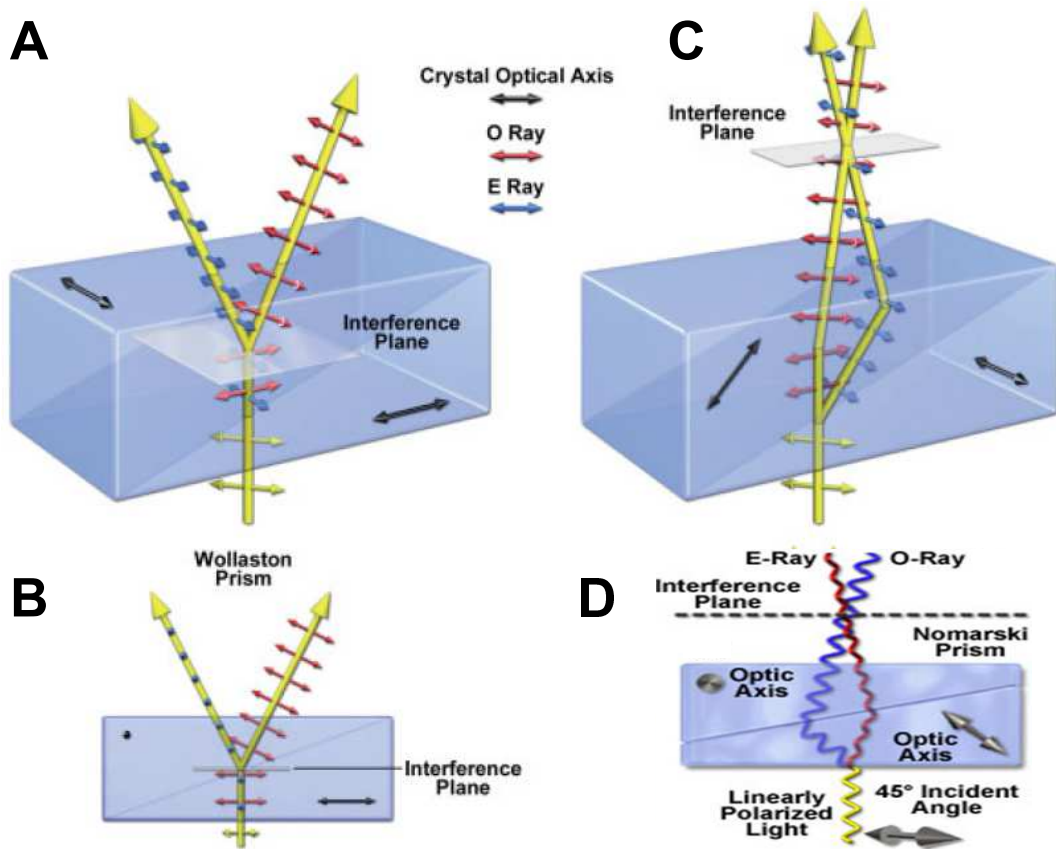 A
C
Crystal Optical Axis
O Ray
E Ray
Interference
Plane
Interference
Plane
Wollaston
Prism
B
Interference
Plane
D
E-Ray
O-Ray
Interference
Plane
Nomarski
Prism
Optic
Axis
Optic
Axis
Linearly
Polarized
Light
45° Incident
Angle